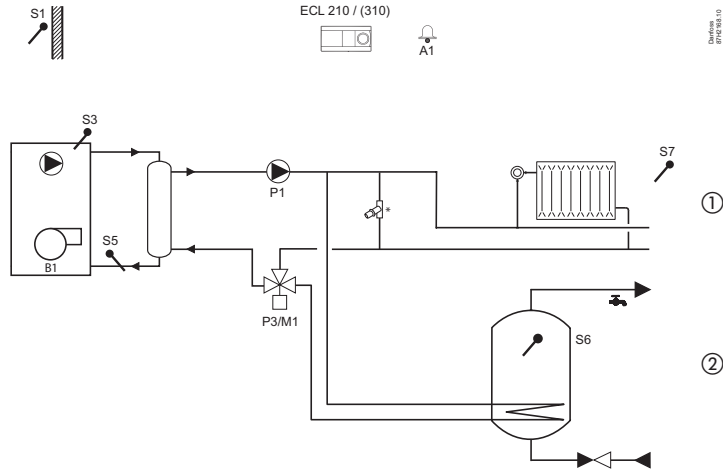 S1
ECL 210 / (310)
A1
Danfoss
87H2168.10
S3
S7
P1
*
1
S5
B1
P3/M1
S6
2